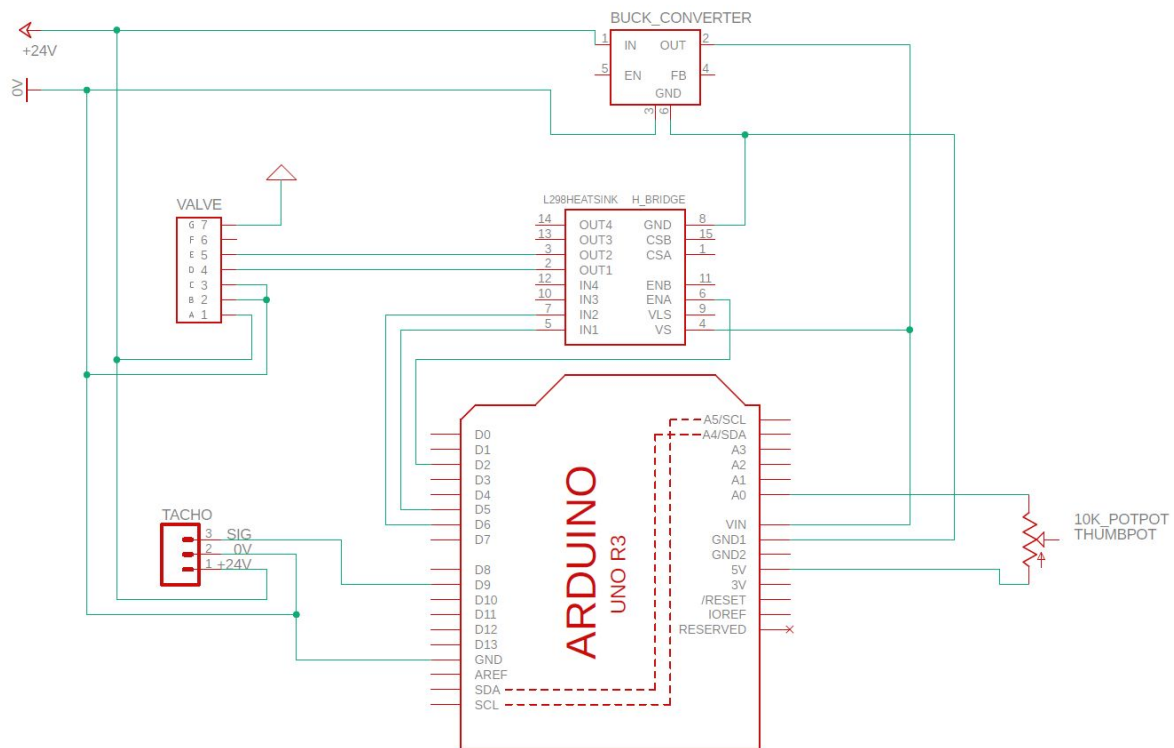 BUCK_CONVERTER
+24V
1 IN OUT 2
5 EN FB 4
GND
3 6
0V
VALVE
G 7
F 6
E 5
D 4
C 3
B 2
A 1
L298HEATSINK H_BRIDGE
14 OUT4 GND 8
13 OUT3 CSB 15
3 OUT2 CSA 1
2 OUT1
12 IN4 ENB 11
10 IN3 ENA 6
7 IN2 VLS 9
5 IN1 VS 4
TACHO
3 SIG
2 0V
1 +24V
ARDUINO
UNO R3
D0
D1
D2
D3
D4
D5
D6
D7
D8
D9
D10
D11
D12
D13
GND
AREF
SDA
SCL
A5/SCL
A4/SDA
A3
A2
A1
A0
VIN
GND1
GND2
5V
3V
/RESET
IOREF
RESERVED
10K_POTPOT
THUMBPOT